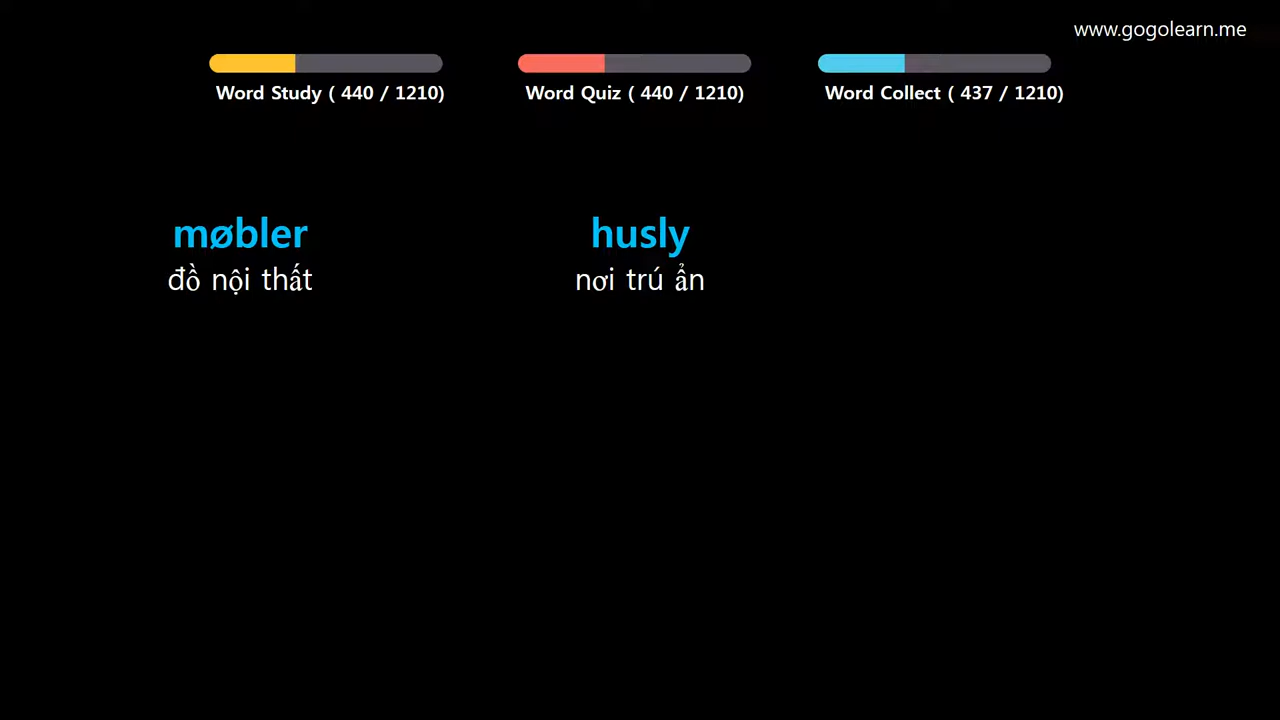 www.gogolearn.me
Word Study ( 440 / 1210)
Word Quiz ( 440 / 1210)
Word Collect ( 437 / 1210)
møbler
đồ nội thất
husly
nơi trú ẩn